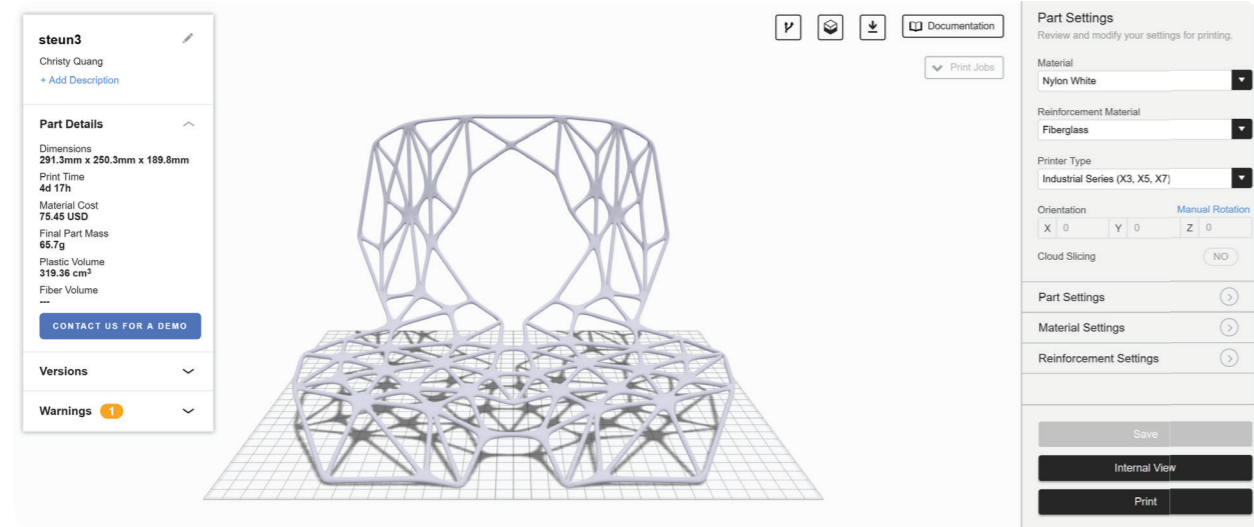 steun3
Christy Quang
+ Add Description
Part Details
Dimensions
291.3mm x 250.3mm x 189.8mm
Print Time
4d 17h
Material Cost
75.45 USD
Final Part Mass
65.7g
Plastic Volume
319.36 cm³
Fiber Volume
---
CONTACT US FOR A DEMO
Versions
Warnings 1
Documentation
Print Jobs
Part Settings
Review and modify your settings for printing.
Material
Nylon White
Reinforcement Material
Fiberglass
Printer Type
Industrial Series (X3, X5, X7)
Orientation Manual Rotation
X 0 Y 0 Z 0
Cloud Slicing NO
Part Settings
Material Settings
Reinforcement Settings
Save
Internal View
Print